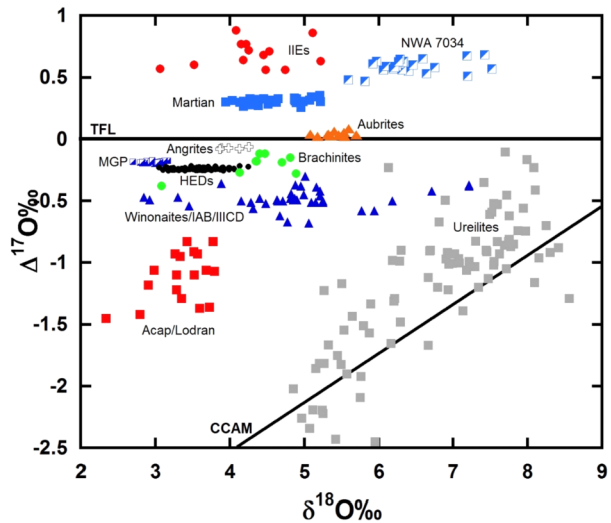 1
NWA 7034
IIEs
0.5
Martian
Aubrites
TFL
0
Angrites
MGP
Brachinites
HEDs
Winonaites/IAB/IIICD
-0.5
Ureilites
Δ¹⁷O‰
-1
Acap/Lodran
-1.5
-2
CCAM
-2.5
2 3 4 5 6 7 8 9
δ¹⁸O‰